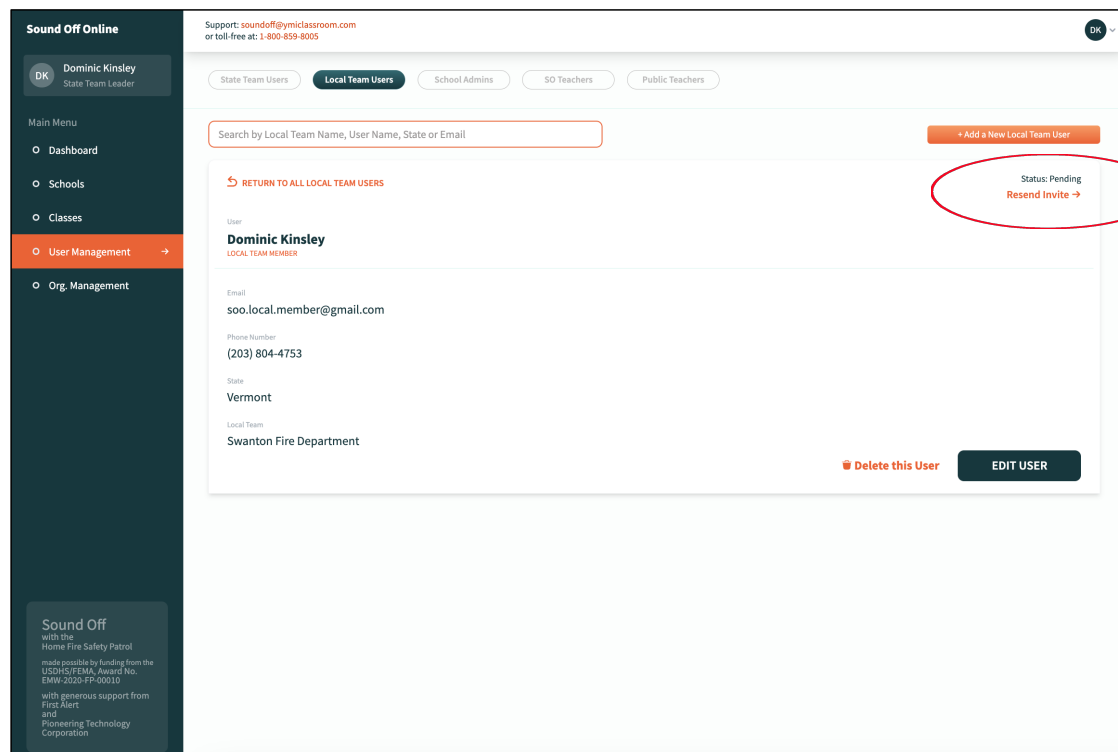 Sound Off Online
DK
Dominic Kinsley
State Team Leader
Main Menu
Dashboard
Schools
Classes
User Management →
Org. Management
Sound Off
with the
Home Fire Safety Patrol
made possible by funding from the
USDHS/FEMA, Award No.
EMW-2020-FP-00010
with generous support from
First Alert
and
Pioneering Technology
Corporation
Support: soundoff@ymiclassroom.com
or toll-free at: 1-800-859-8005
DK
State Team Users
Local Team Users
School Admins
SO Teachers
Public Teachers
Search by Local Team Name, User Name, State or Email
+ Add a New Local Team User
RETURN TO ALL LOCAL TEAM USERS
Status: Pending
Resend Invite →
User
Dominic Kinsley
LOCAL TEAM MEMBER
Email
soo.local.member@gmail.com
Phone Number
(203) 804-4753
State
Vermont
Local Team
Swanton Fire Department
Delete this User
EDIT USER